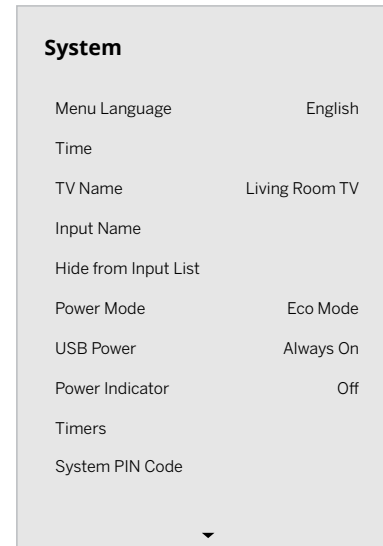 System
Menu Language English
Time
TV Name Living Room TV
Input Name
Hide from Input List
Power Mode Eco Mode
USB Power Always On
Power Indicator Off
Timers
System PIN Code